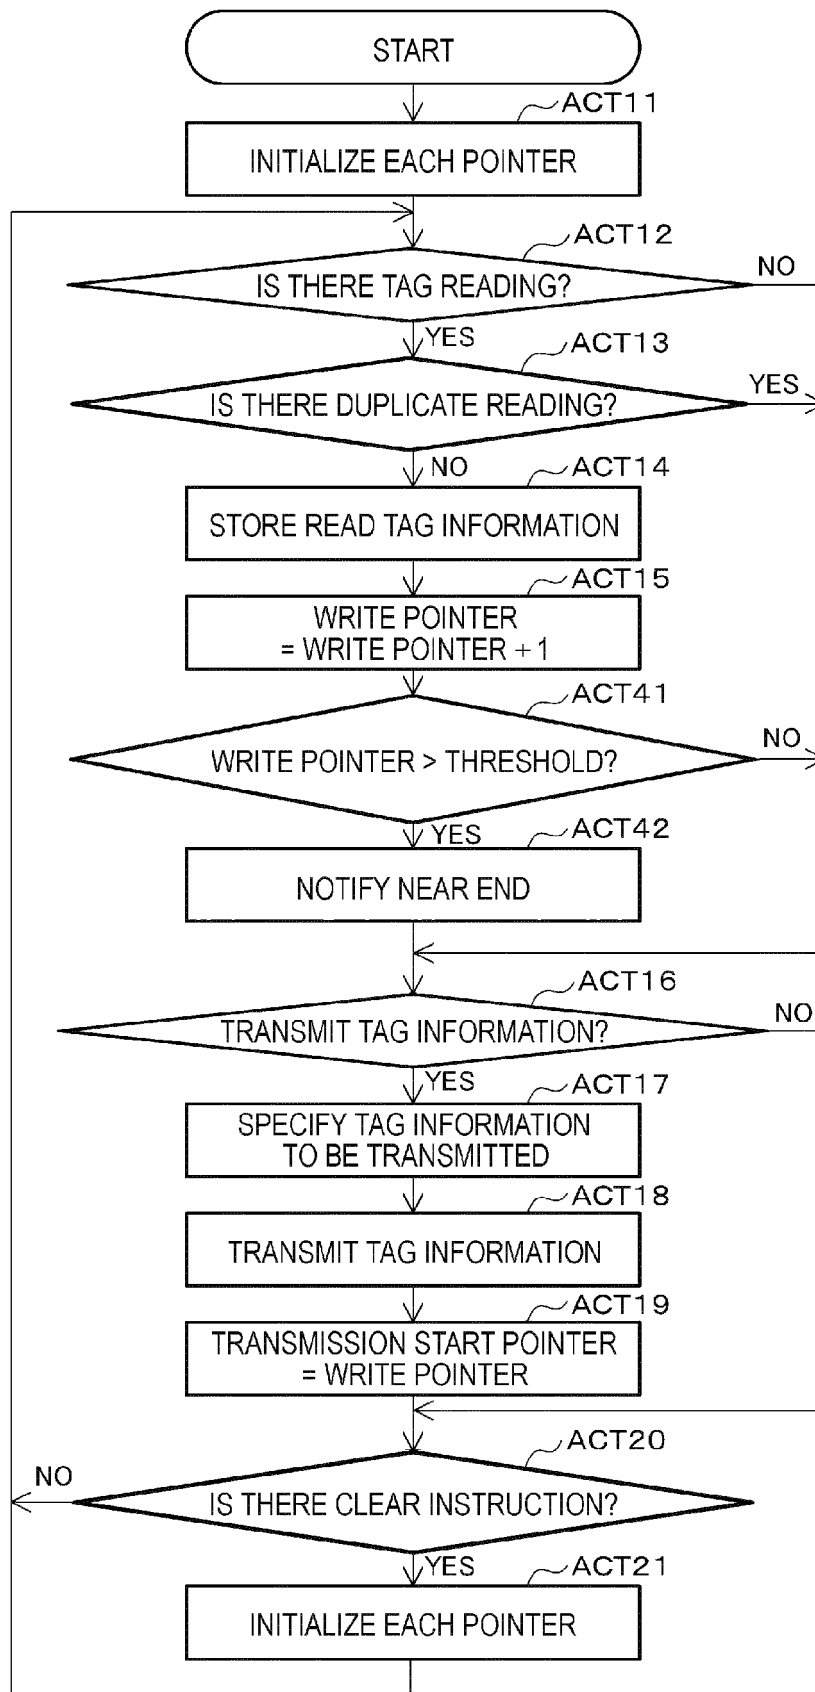 START
ACT11
INITIALIZE EACH POINTER
ACT12
IS THERE TAG READING?
NO
YES
ACT13
IS THERE DUPLICATE READING?
YES
NO
ACT14
STORE READ TAG INFORMATION
ACT15
WRITE POINTER
= WRITE POINTER +1
ACT41
WRITE POINTER > THRESHOLD?
NO
YES
ACT42
NOTIFY NEAR END
ACT16
TRANSMIT TAG INFORMATION?
NO
YES
ACT17
SPECIFY TAG INFORMATION
TO BE TRANSMITTED
ACT18
TRANSMIT TAG INFORMATION
ACT19
TRANSMISSION START POINTER
= WRITE POINTER
ACT20
NO
IS THERE CLEAR INSTRUCTION?
YES
ACT21
INITIALIZE EACH POINTER